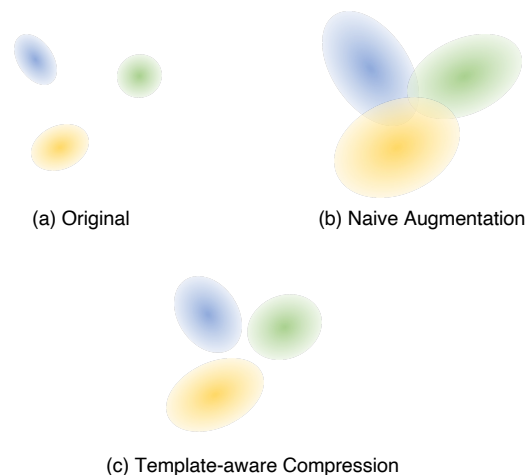 (a) Original
(b) Naive Augmentation
(c) Template-aware Compression